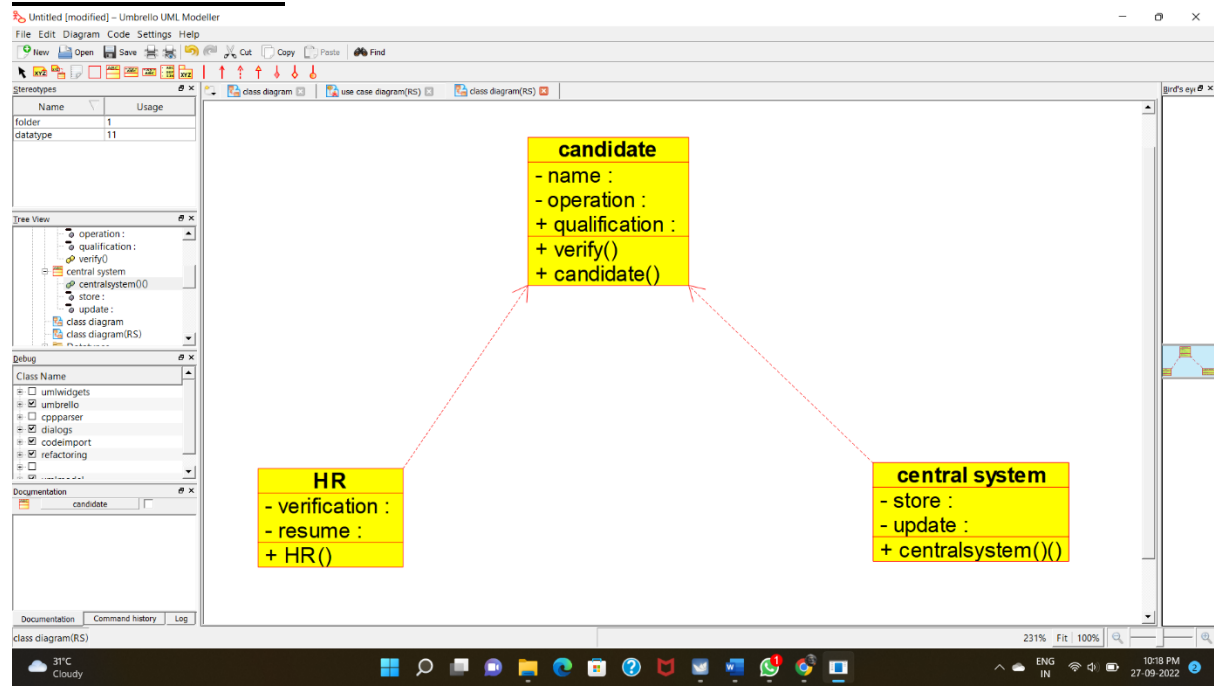 Untitled [modified] – Umbrello UML Modeller
File Edit Diagram Code Settings Help
New Open Save Cut Copy Paste Find
Stereotypes
Name Usage
folder 1
datatype 11
class diagram use case diagram(RS) class diagram(RS)
Bird's eye
candidate
- name :
- operation :
+ qualification :
+ verify()
+ candidate()
Tree View
operation :
qualification :
verify()
central system
centralsystem()()
store :
update :
class diagram
class diagram(RS)
Debug
Class Name
umlwidgets
umbrello
cppparser
dialogs
codeimport
refactoring
HR
- verification :
- resume :
+ HR()
central system
- store :
- update :
+ centralsystem()()
Documentation
candidate
Documentation Command history Log
class diagram(RS)
231% Fit 100%
31°C
Cloudy
ENG
IN
10:18 PM
27-09-2022
2